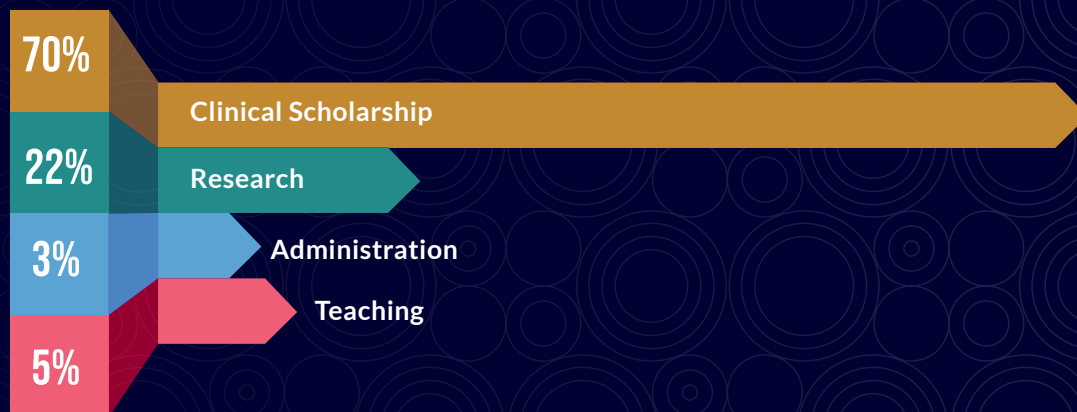 70%
Clinical Scholarship
22%
Research
3%
Administration
Teaching
5%